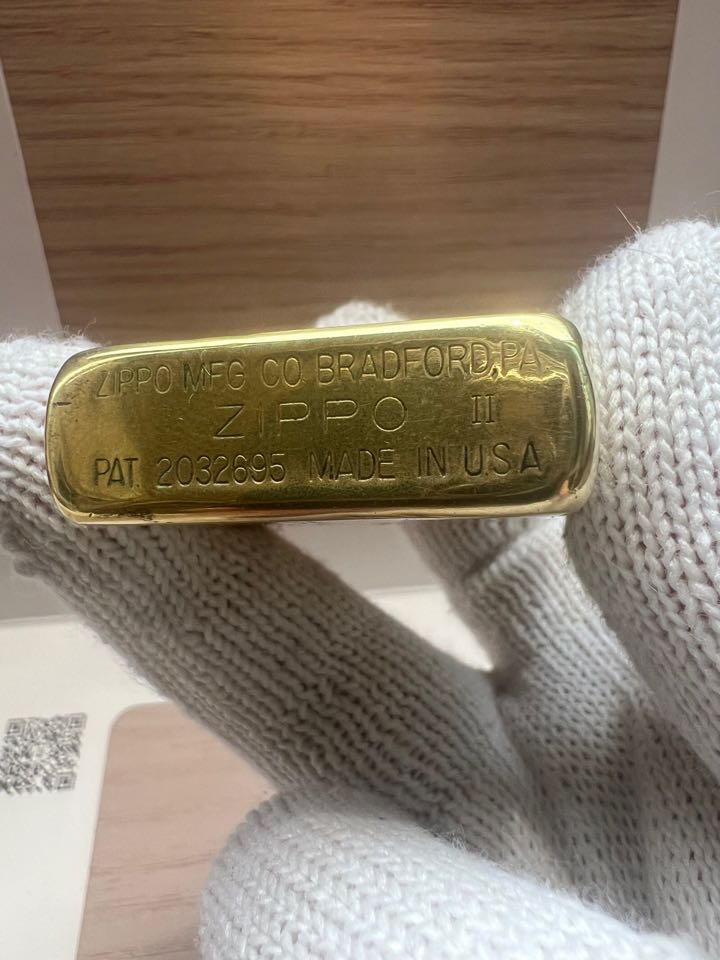 ZIPPO MFG CO. BRADFORD, PA.
ZIPPO II
PAT. 2032695 MADE IN U.S.A.